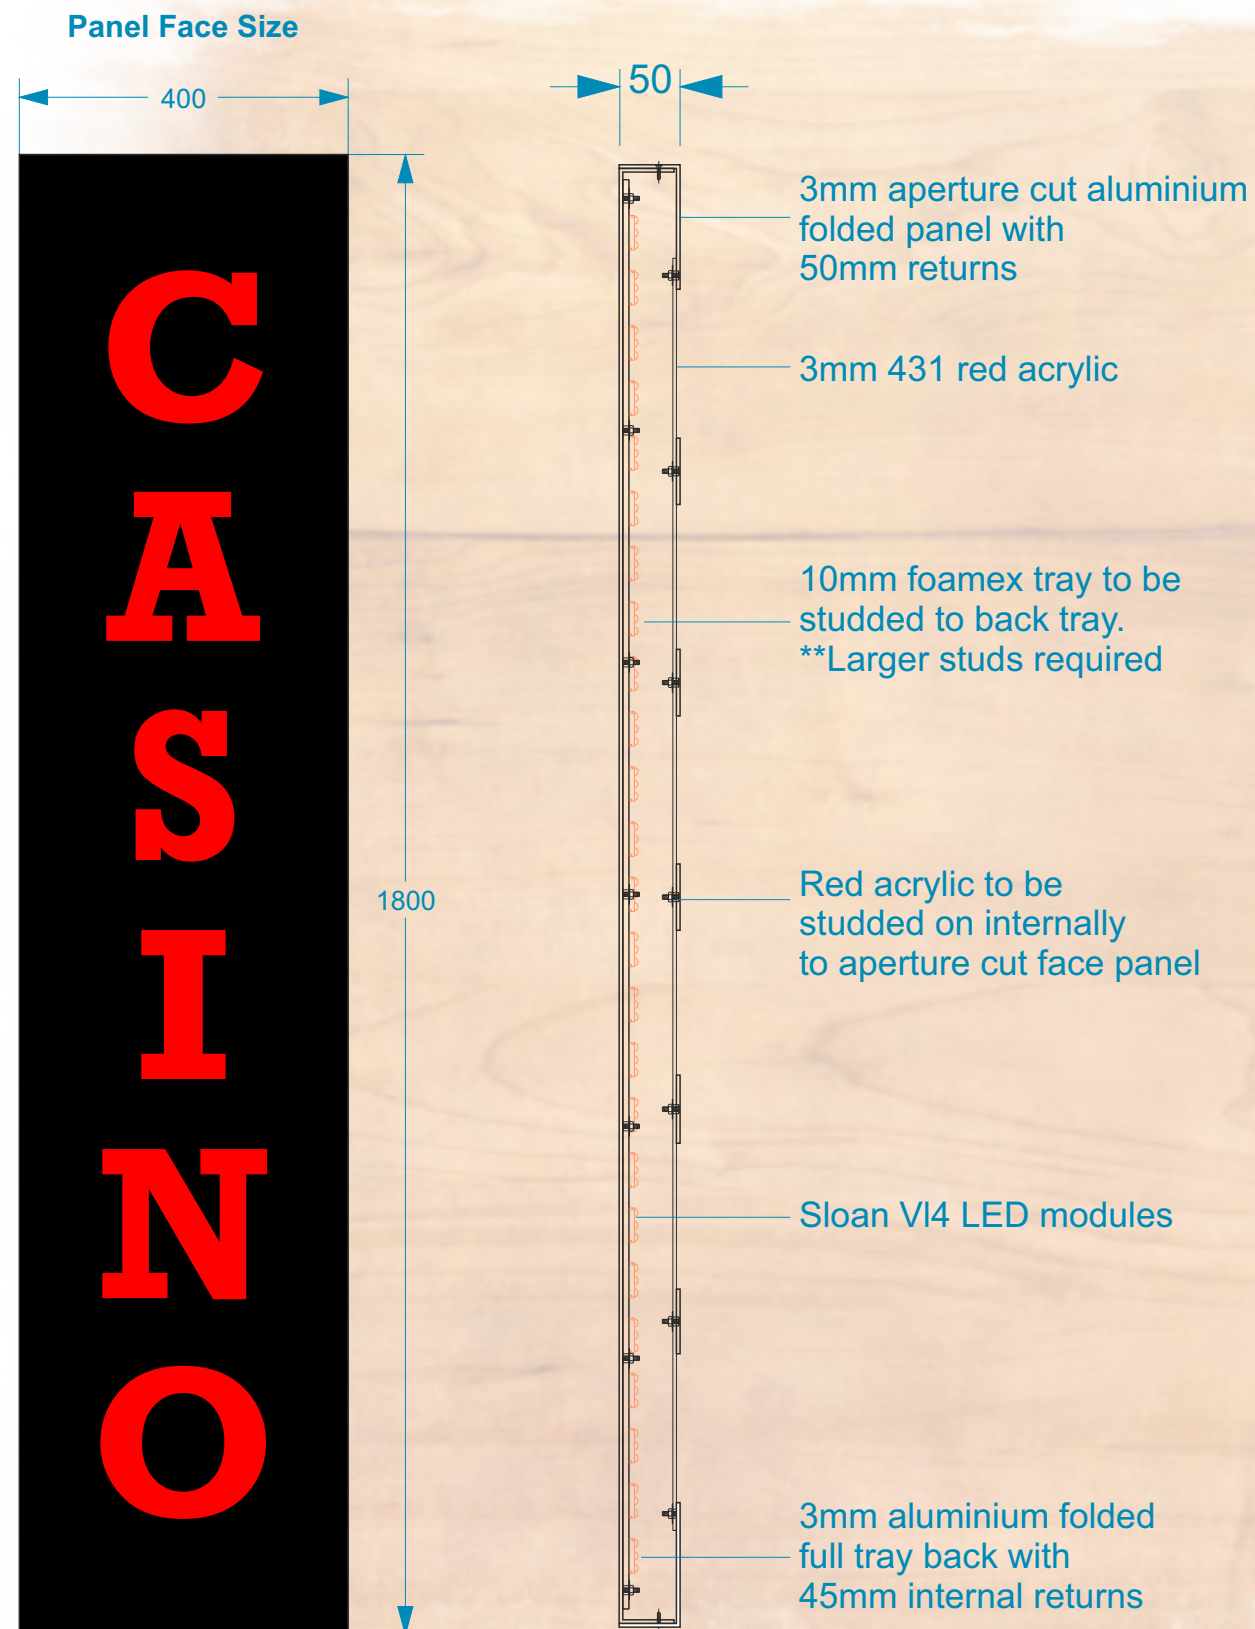 Panel Face Size
400
50
CASINO
1800
3mm aperture cut aluminium
folded panel with
50mm returns
3mm 431 red acrylic
10mm foamex tray to be
studded to back tray.
**Larger studs required
Red acrylic to be
studded on internally
to aperture cut face panel
Sloan Vl4 LED modules
3mm aluminium folded
full tray back with
45mm internal returns